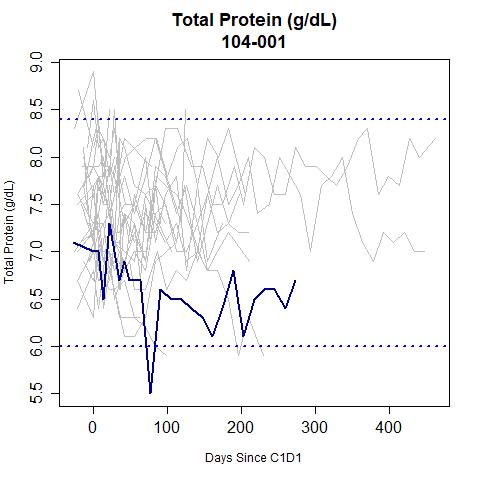 Total Protein (g/dL)
104-001
Total Protein (g/dL)
9.0
8.5
8.0
7.5
7.0
6.5
6.0
5.5
0 100 200 300 400
Days Since C1D1